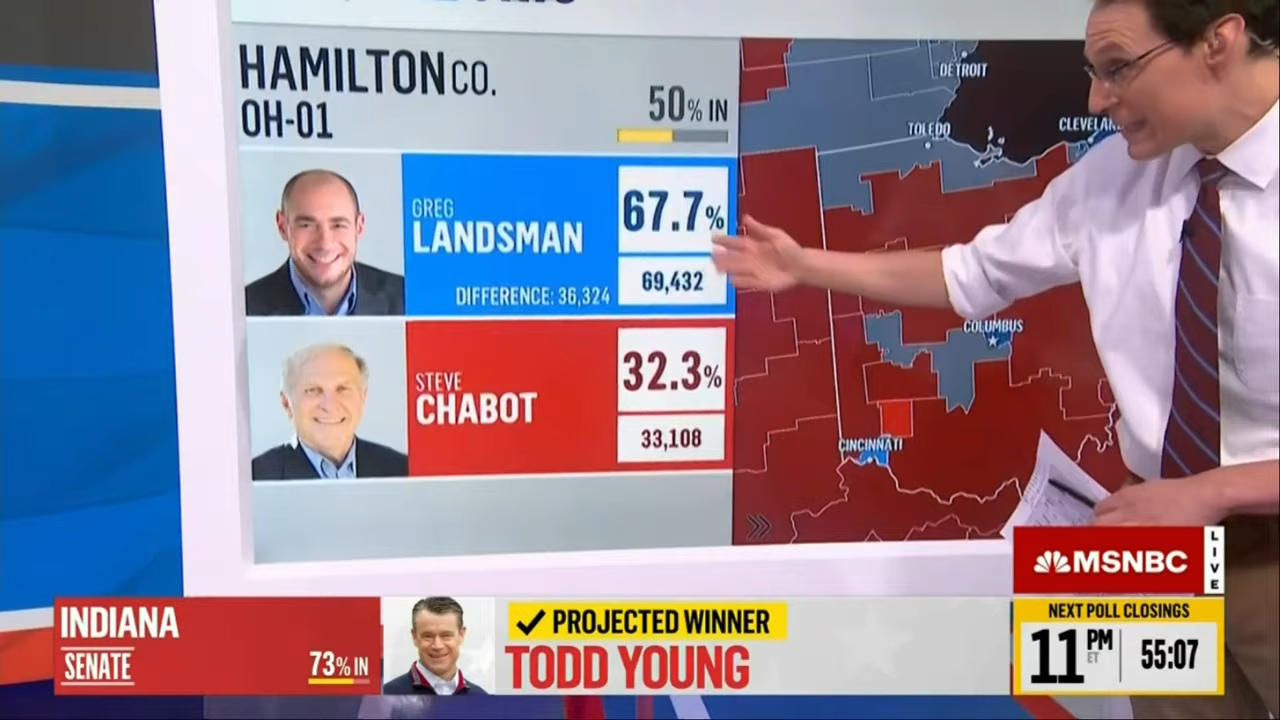 HAMILTON CO.
OH-01
50% IN
GREG
LANDSMAN
67.7%
DIFFERENCE: 36,324
69,432
STEVE
CHABOT
32.3%
33,108
DETROIT
TOLEDO
CLEVELAND
COLUMBUS
CINCINNATI
MSNBC
LIVE
INDIANA
SENATE
73% IN
✓ PROJECTED WINNER
TODD YOUNG
NEXT POLL CLOSINGS
11 PM ET
55:07